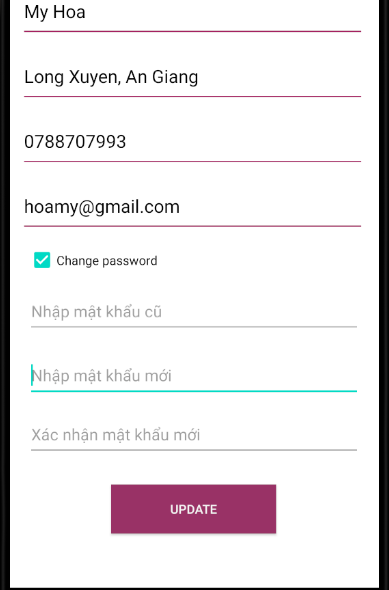 My Hoa
Long Xuyen, An Giang
0788707993
hoamy@gmail.com
Change password
Nhập mật khẩu cũ
Nhập mật khẩu mới
Xác nhận mật khẩu mới
UPDATE